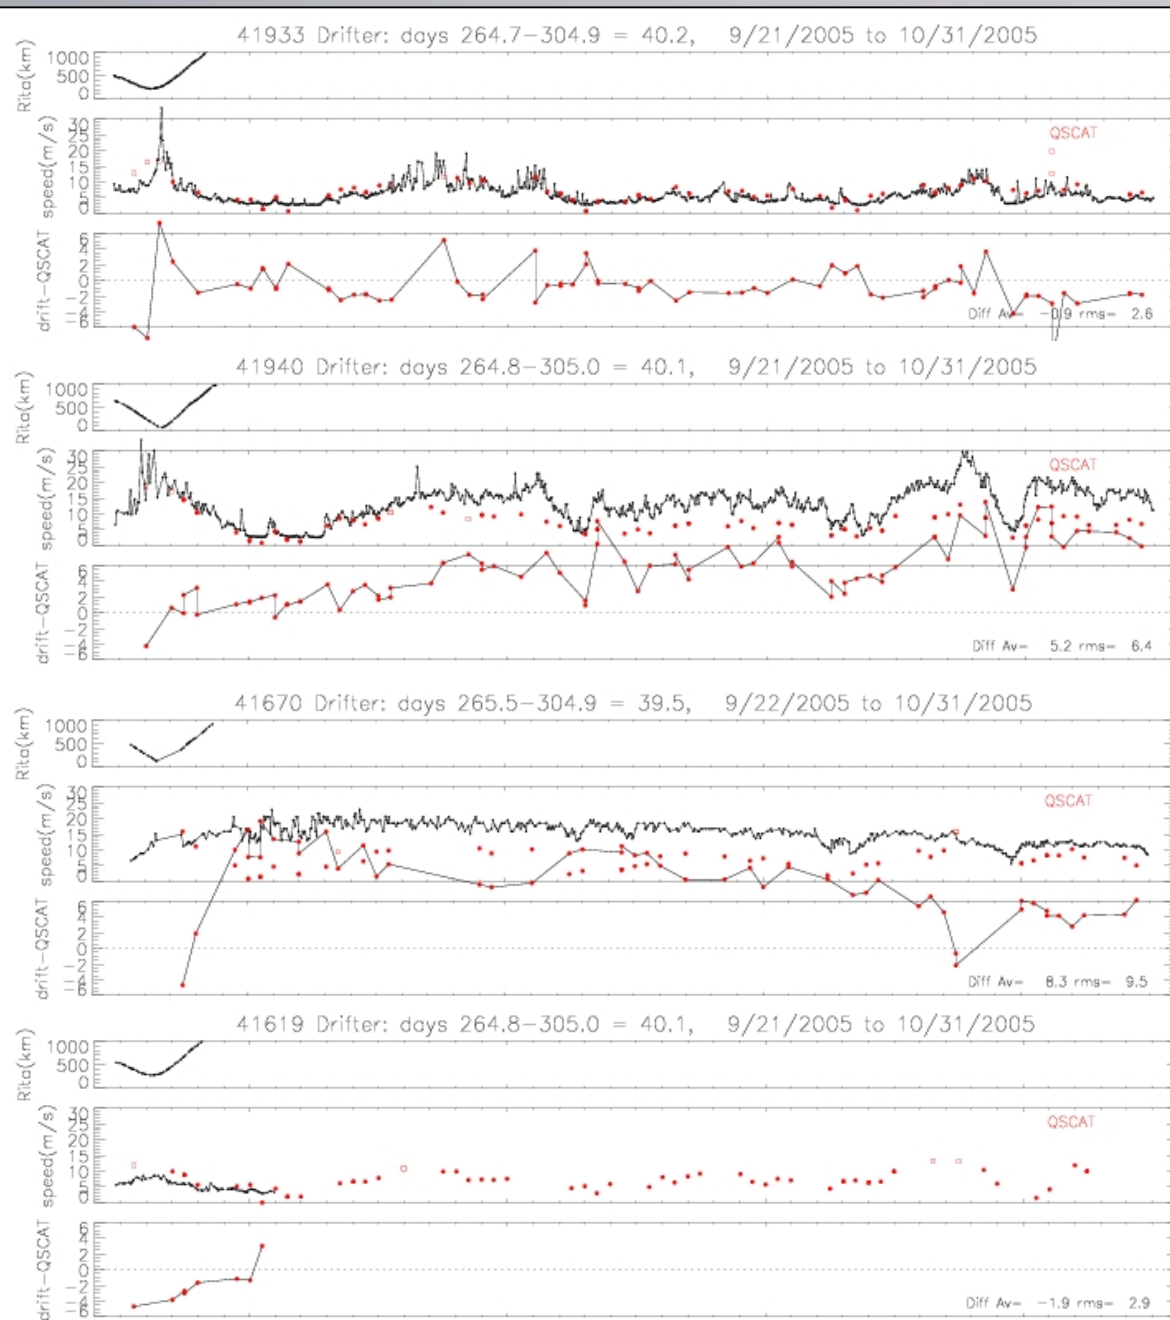 41933 Drifter: days 264.7-304.9 = 40.2, 9/21/2005 to 10/31/2005
Rita(km)
1000
500
0
speed(m/s)
30
25
20
15
10
5
0
QSCAT
drift-QSCAT
6
4
2
0
-2
-4
-6
Diff Av= -0.9 rms= 2.6
41940 Drifter: days 264.8-305.0 = 40.1, 9/21/2005 to 10/31/2005
Rita(km)
1000
500
0
speed(m/s)
30
25
20
15
10
5
0
QSCAT
drift-QSCAT
6
4
2
0
-2
-4
-6
Diff Av= 5.2 rms= 6.4
41670 Drifter: days 265.5-304.9 = 39.5, 9/22/2005 to 10/31/2005
Rita(km)
1000
500
0
speed(m/s)
30
25
20
15
10
5
0
QSCAT
drift-QSCAT
6
4
2
0
-2
-4
-6
Diff Av= 8.3 rms= 9.5
41619 Drifter: days 264.8-305.0 = 40.1, 9/21/2005 to 10/31/2005
Rita(km)
1000
500
0
speed(m/s)
30
25
20
15
10
5
0
QSCAT
drift-QSCAT
6
4
2
0
-2
-4
-6
Diff Av= -1.9 rms= 2.9